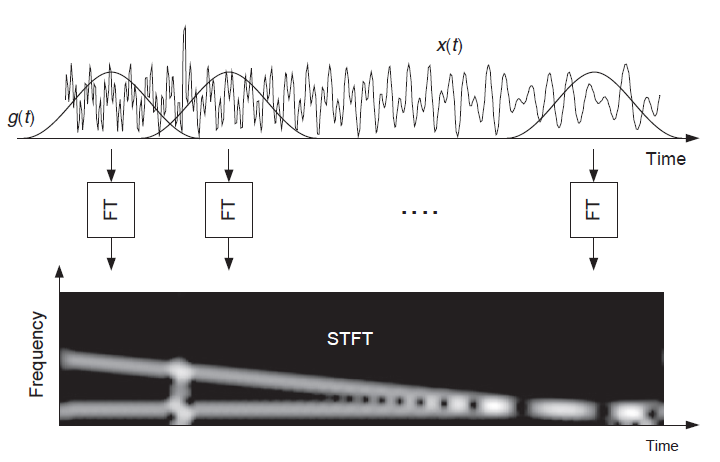 x(t)
g(t)
Time
FT
FT
....
FT
Frequency
STFT
Time